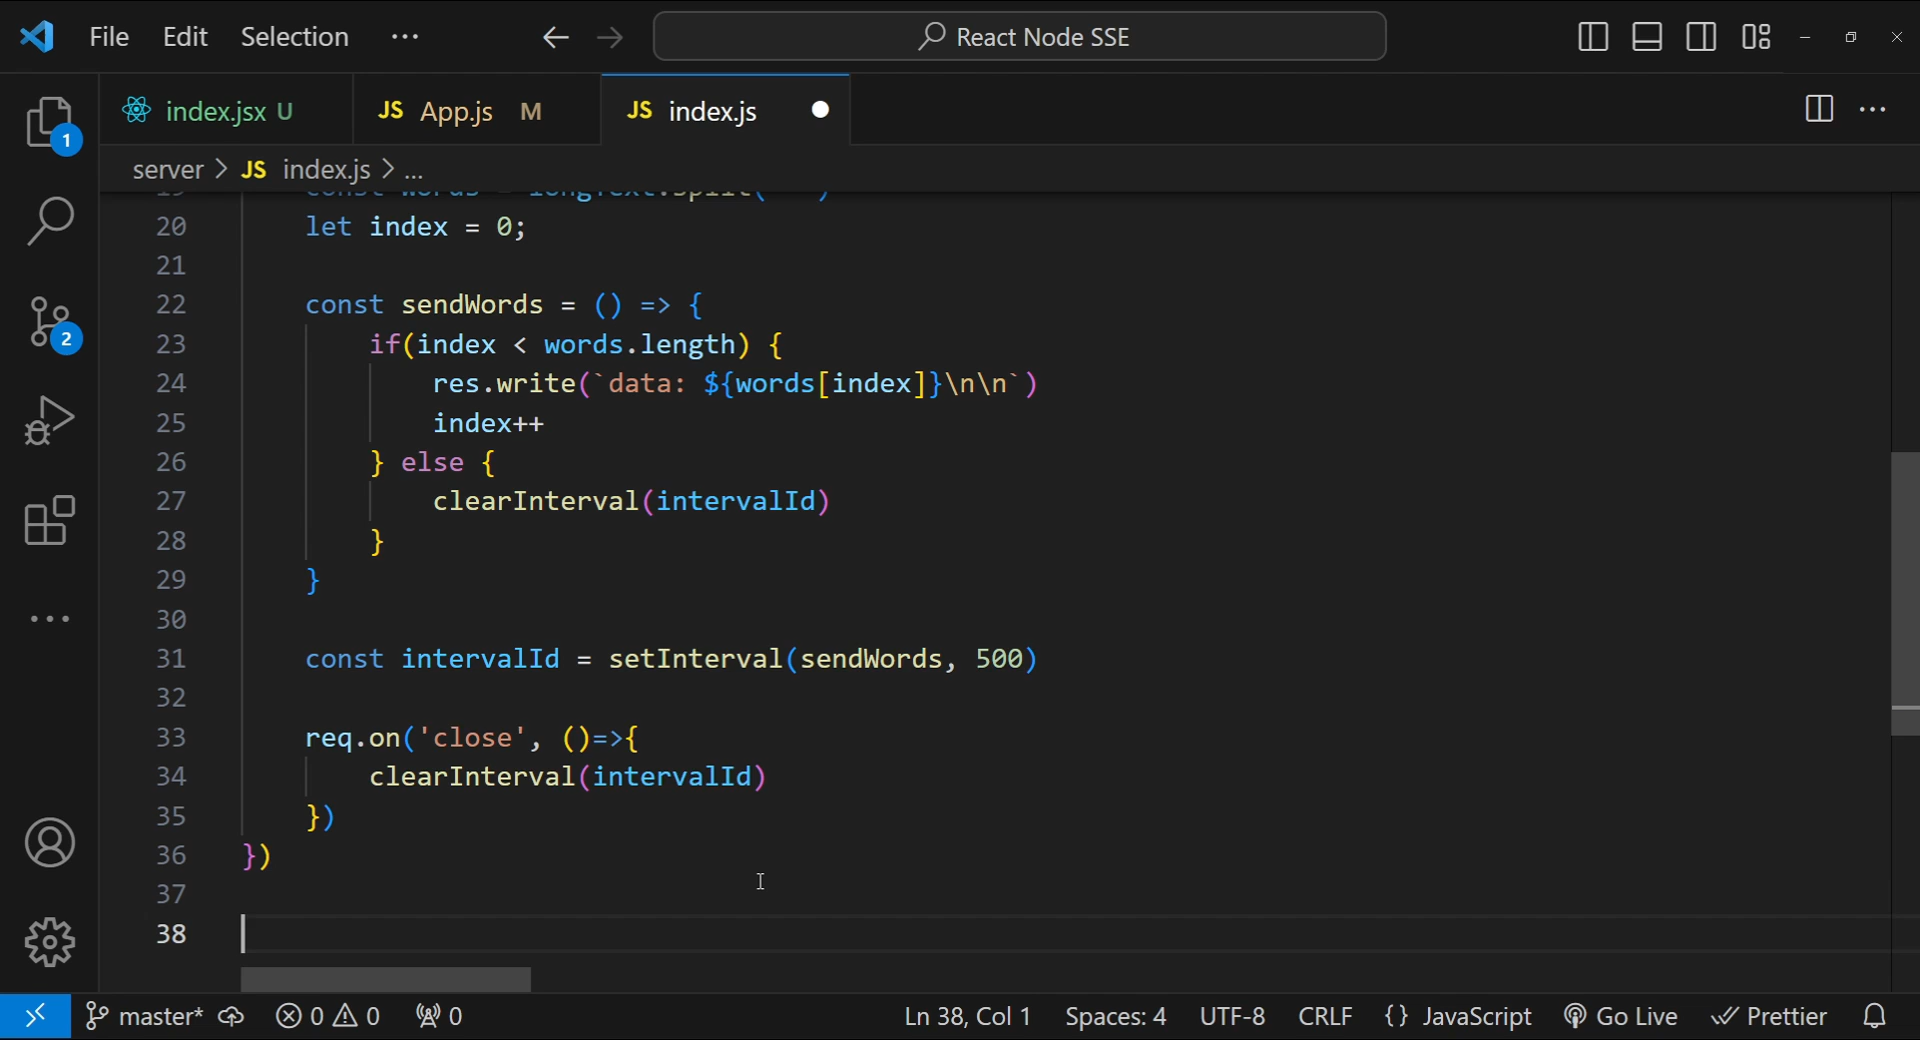 File Edit Selection ··· React Node SSE
index.jsx U JS App.js M JS index.js
1
server > JS index.js > ...
20 let index = 0;
21
22 const sendWords = () => {
23 if(index < words.length) {
24 res.write(`data: ${words[index]}\n\n`)
25 index++
26 } else {
27 clearInterval(intervalId)
28 }
29 }
30
31 const intervalId = setInterval(sendWords, 500)
32
33 req.on('close', ()=>{
34 clearInterval(intervalId)
35 })
36 })
37
38
2
master* 0 0 0 Ln 38, Col 1 Spaces: 4 UTF-8 CRLF {} JavaScript Go Live Prettier